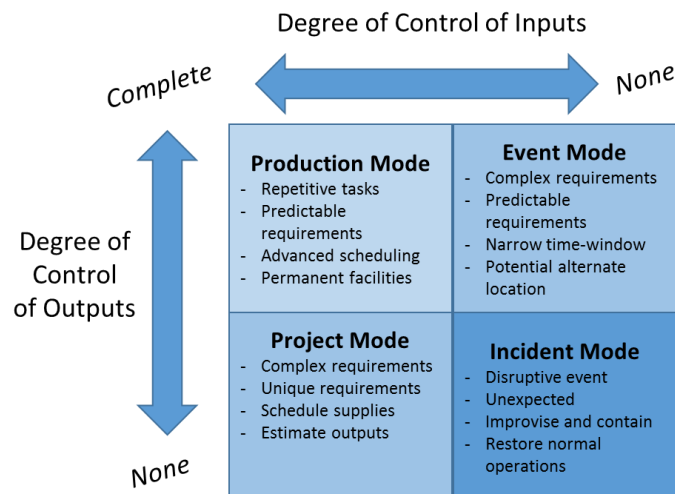 Degree of Control of Inputs
Complete
None
Degree of
Control
of Outputs
None
Production Mode
- Repetitive tasks
- Predictable
requirements
- Advanced scheduling
- Permanent facilities
Event Mode
- Complex requirements
- Predictable
requirements
- Narrow time-window
- Potential alternate
location
Project Mode
- Complex requirements
- Unique requirements
- Schedule supplies
- Estimate outputs
Incident Mode
- Disruptive event
- Unexpected
- Improvise and contain
- Restore normal
operations